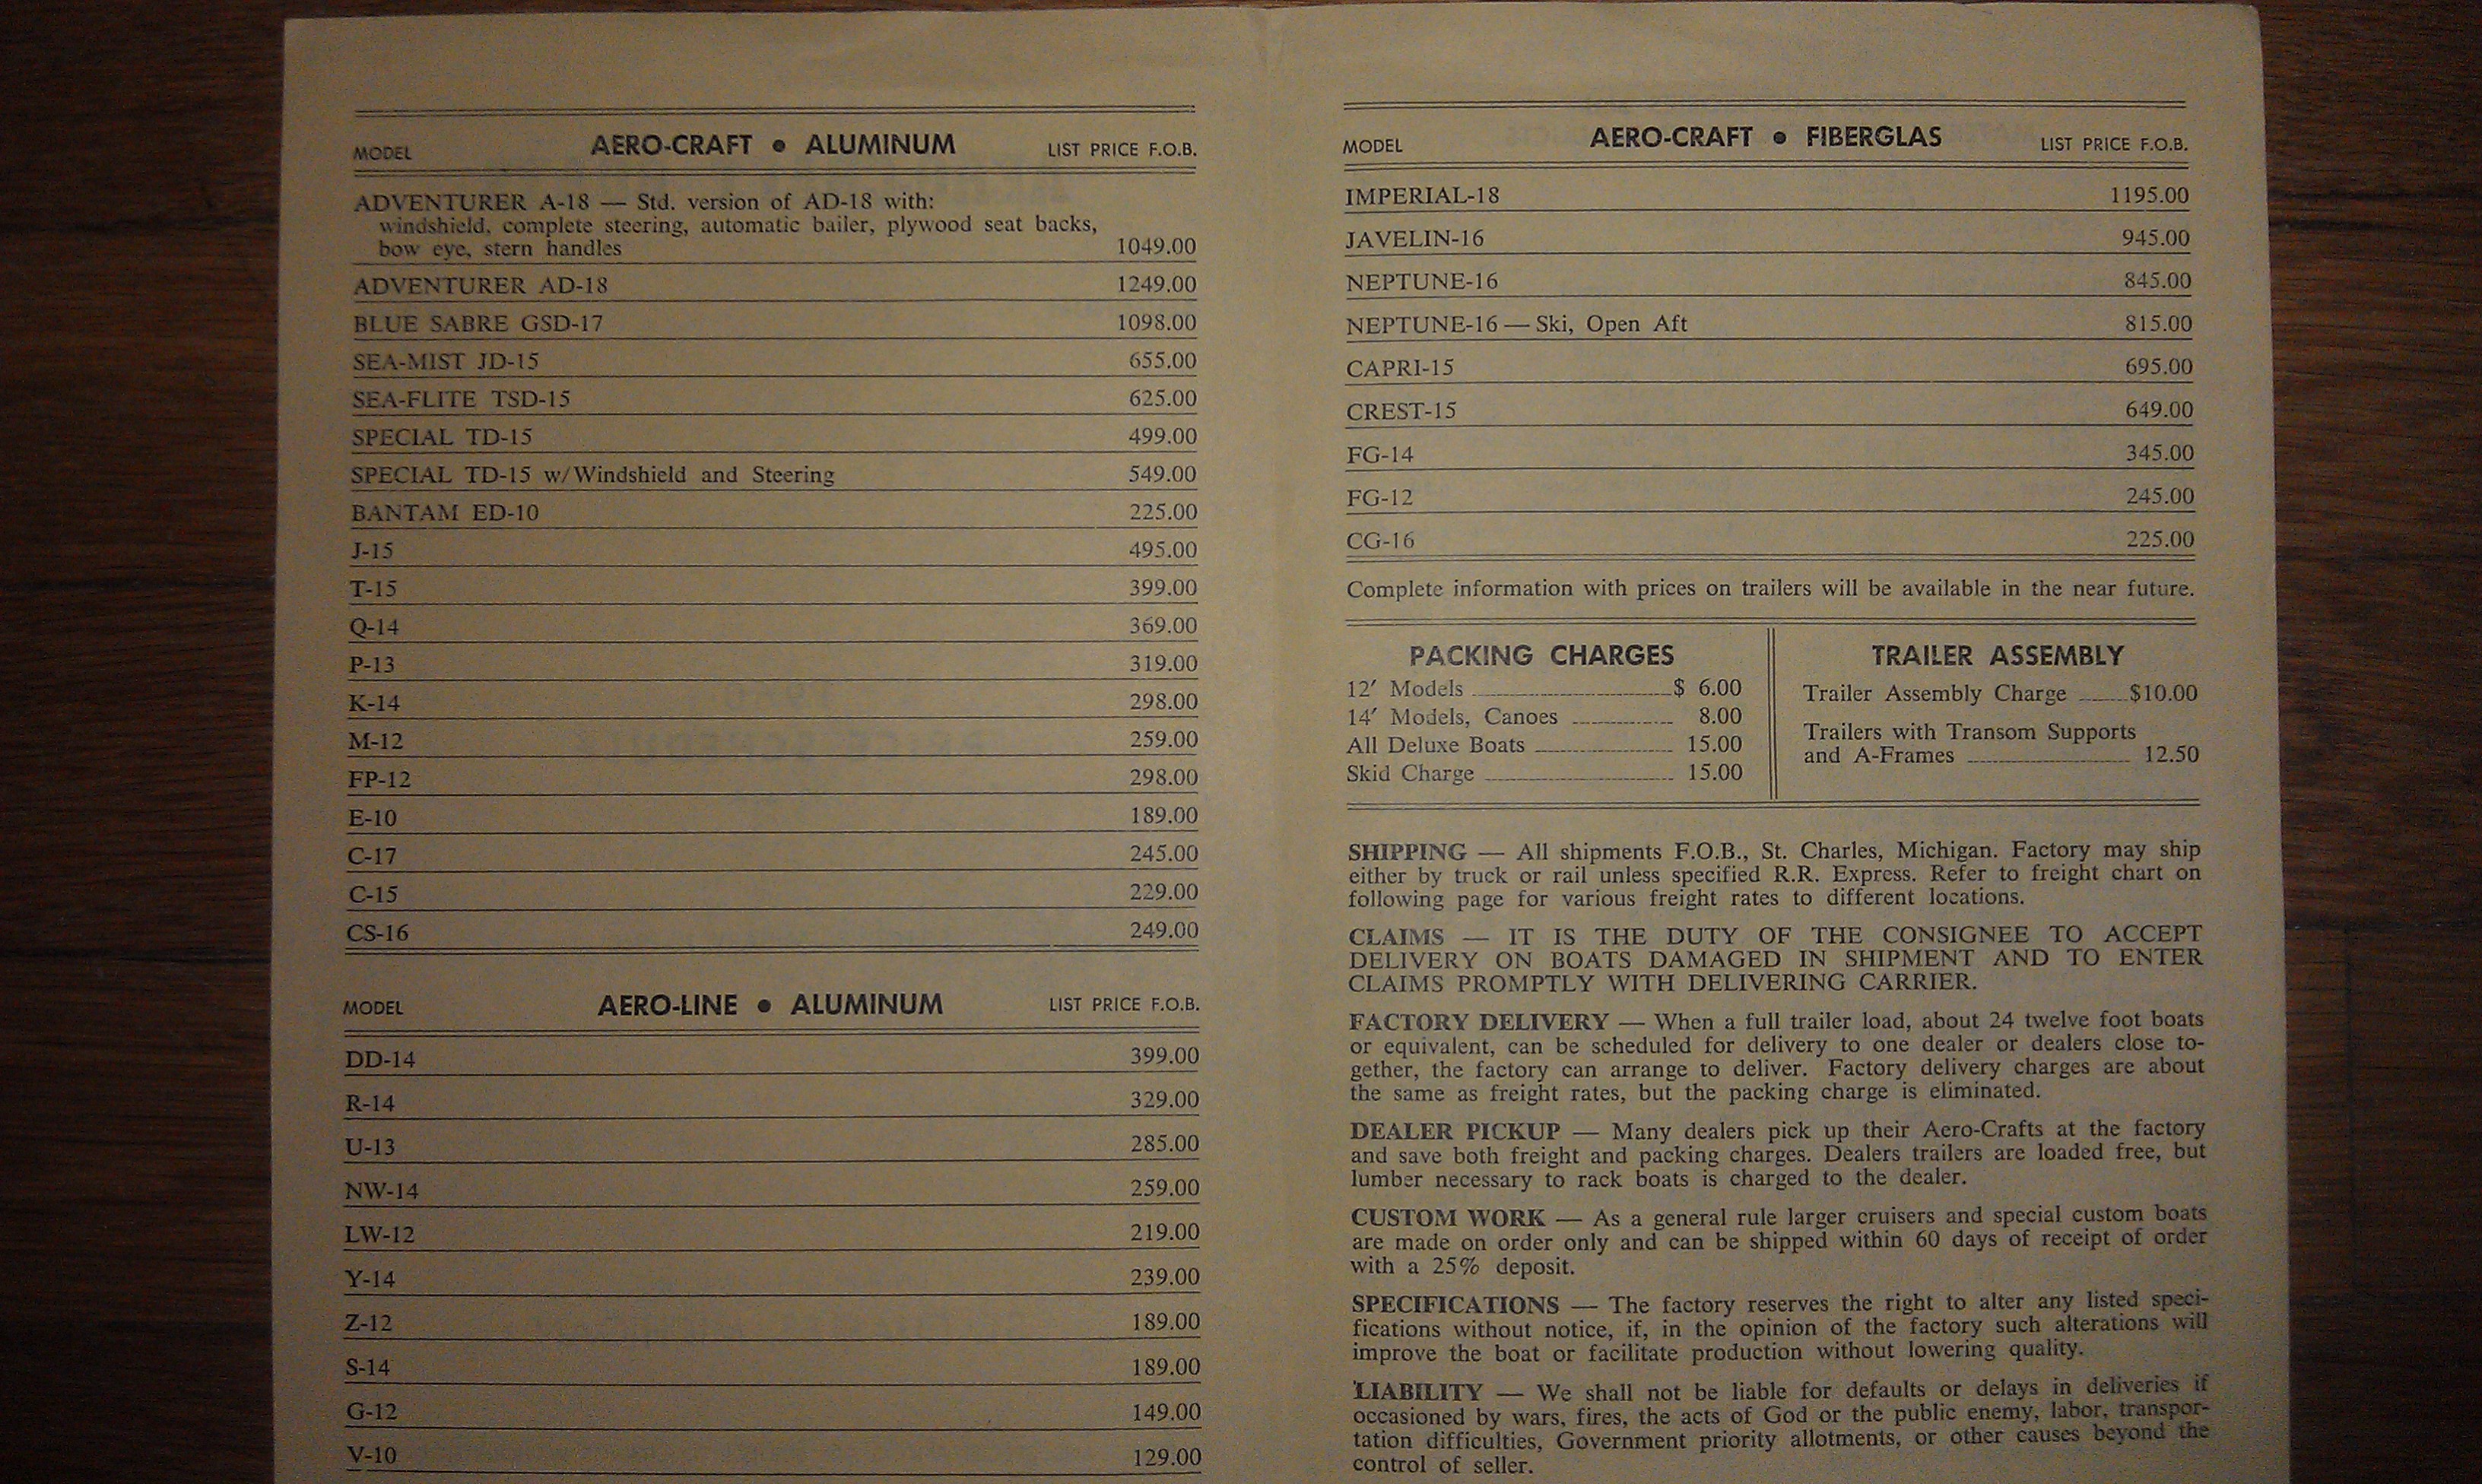 MODEL AERO-CRAFT • ALUMINUM LIST PRICE F.O.B.
ADVENTURER A-18 — Std. version of AD-18 with:
windshield, complete steering, automatic bailer, plywood seat backs,
bow eye, stern handles 1049.00
ADVENTURER AD-18 1249.00
BLUE SABRE GSD-17 1098.00
SEA-MIST JD-15 655.00
SEA-FLITE TSD-15 625.00
SPECIAL TD-15 499.00
SPECIAL TD-15 w/Windshield and Steering 549.00
BANTAM ED-10 225.00
J-15 495.00
T-15 399.00
Q-14 369.00
P-13 319.00
K-14 298.00
M-12 259.00
FP-12 298.00
E-10 189.00
C-17 245.00
C-15 229.00
CS-16 249.00
MODEL AERO-LINE • ALUMINUM LIST PRICE F.O.B.
DD-14 399.00
R-14 329.00
U-13 285.00
NW-14 259.00
LW-12 219.00
Y-14 239.00
Z-12 189.00
S-14 189.00
G-12 149.00
V-10 129.00
MODEL AERO-CRAFT • FIBERGLAS LIST PRICE F.O.B.
IMPERIAL-18 1195.00
JAVELIN-16 945.00
NEPTUNE-16 845.00
NEPTUNE-16 — Ski, Open Aft 815.00
CAPRI-15 695.00
CREST-15 649.00
FG-14 345.00
FG-12 245.00
CG-16 225.00
Complete information with prices on trailers will be available in the near future.
PACKING CHARGES
12′ Models $ 6.00
14′ Models, Canoes 8.00
All Deluxe Boats 15.00
Skid Charge 15.00
TRAILER ASSEMBLY
Trailer Assembly Charge $10.00
Trailers with Transom Supports
and A-Frames 12.50
SHIPPING — All shipments F.O.B., St. Charles, Michigan. Factory may ship
either by truck or rail unless specified R.R. Express. Refer to freight chart on
following page for various freight rates to different locations.
CLAIMS — IT IS THE DUTY OF THE CONSIGNEE TO ACCEPT
DELIVERY ON BOATS DAMAGED IN SHIPMENT AND TO ENTER
CLAIMS PROMPTLY WITH DELIVERING CARRIER.
FACTORY DELIVERY — When a full trailer load, about 24 twelve foot boats
or equivalent, can be scheduled for delivery to one dealer or dealers close to-
gether, the factory can arrange to deliver. Factory delivery charges are about
the same as freight rates, but the packing charge is eliminated.
DEALER PICKUP — Many dealers pick up their Aero-Crafts at the factory
and save both freight and packing charges. Dealers trailers are loaded free, but
lumber necessary to rack boats is charged to the dealer.
CUSTOM WORK — As a general rule larger cruisers and special custom boats
are made on order only and can be shipped within 60 days of receipt of order
with a 25% deposit.
SPECIFICATIONS — The factory reserves the right to alter any listed speci-
fications without notice, if, in the opinion of the factory such alterations will
improve the boat or facilitate production without lowering quality.
LIABILITY — We shall not be liable for defaults or delays in deliveries if
occasioned by wars, fires, the acts of God or the public enemy, labor, transpor-
tation difficulties, Government priority allotments, or other causes beyond the
control of seller.